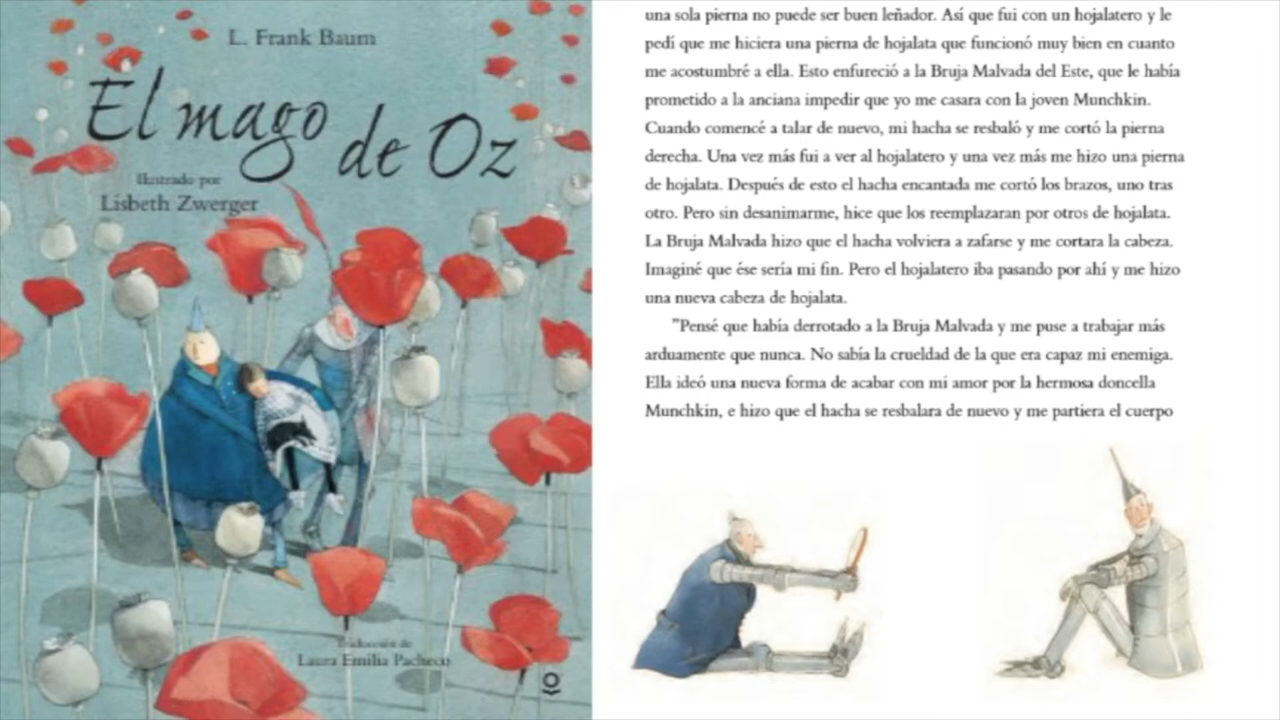 L. Frank Baum
El mago
de Oz
Ilustrado por
Lisbeth Zwerger
Traducción de
Laura Emilia Pacheco
una sola pierna no puede ser buen leñador. Así que fui con un hojalatero y le
pedí que me hiciera una pierna de hojalata que funcionó muy bien en cuanto
me acostumbré a ella. Esto enfureció a la Bruja Malvada del Este, que le había
prometido a la anciana impedir que yo me casara con la joven Munchkin.
Cuando comencé a talar de nuevo, mi hacha se resbaló y me cortó la pierna
derecha. Una vez más fui a ver al hojalatero y una vez más me hizo una pierna
de hojalata. Después de esto el hacha encantada me cortó los brazos, uno tras
otro. Pero sin desanimarme, hice que los reemplazaran por otros de hojalata.
La Bruja Malvada hizo que el hacha volviera a zafarse y me cortara la cabeza.
Imaginé que ése sería mi fin. Pero el hojalatero iba pasando por ahí y me hizo
una nueva cabeza de hojalata.
"Pensé que había derrotado a la Bruja Malvada y me puse a trabajar más
arduamente que nunca. No sabía la crueldad de la que era capaz mi enemiga.
Ella ideó una nueva forma de acabar con mi amor por la hermosa doncella
Munchkin, e hizo que el hacha se resbalara de nuevo y me partiera el cuerpo